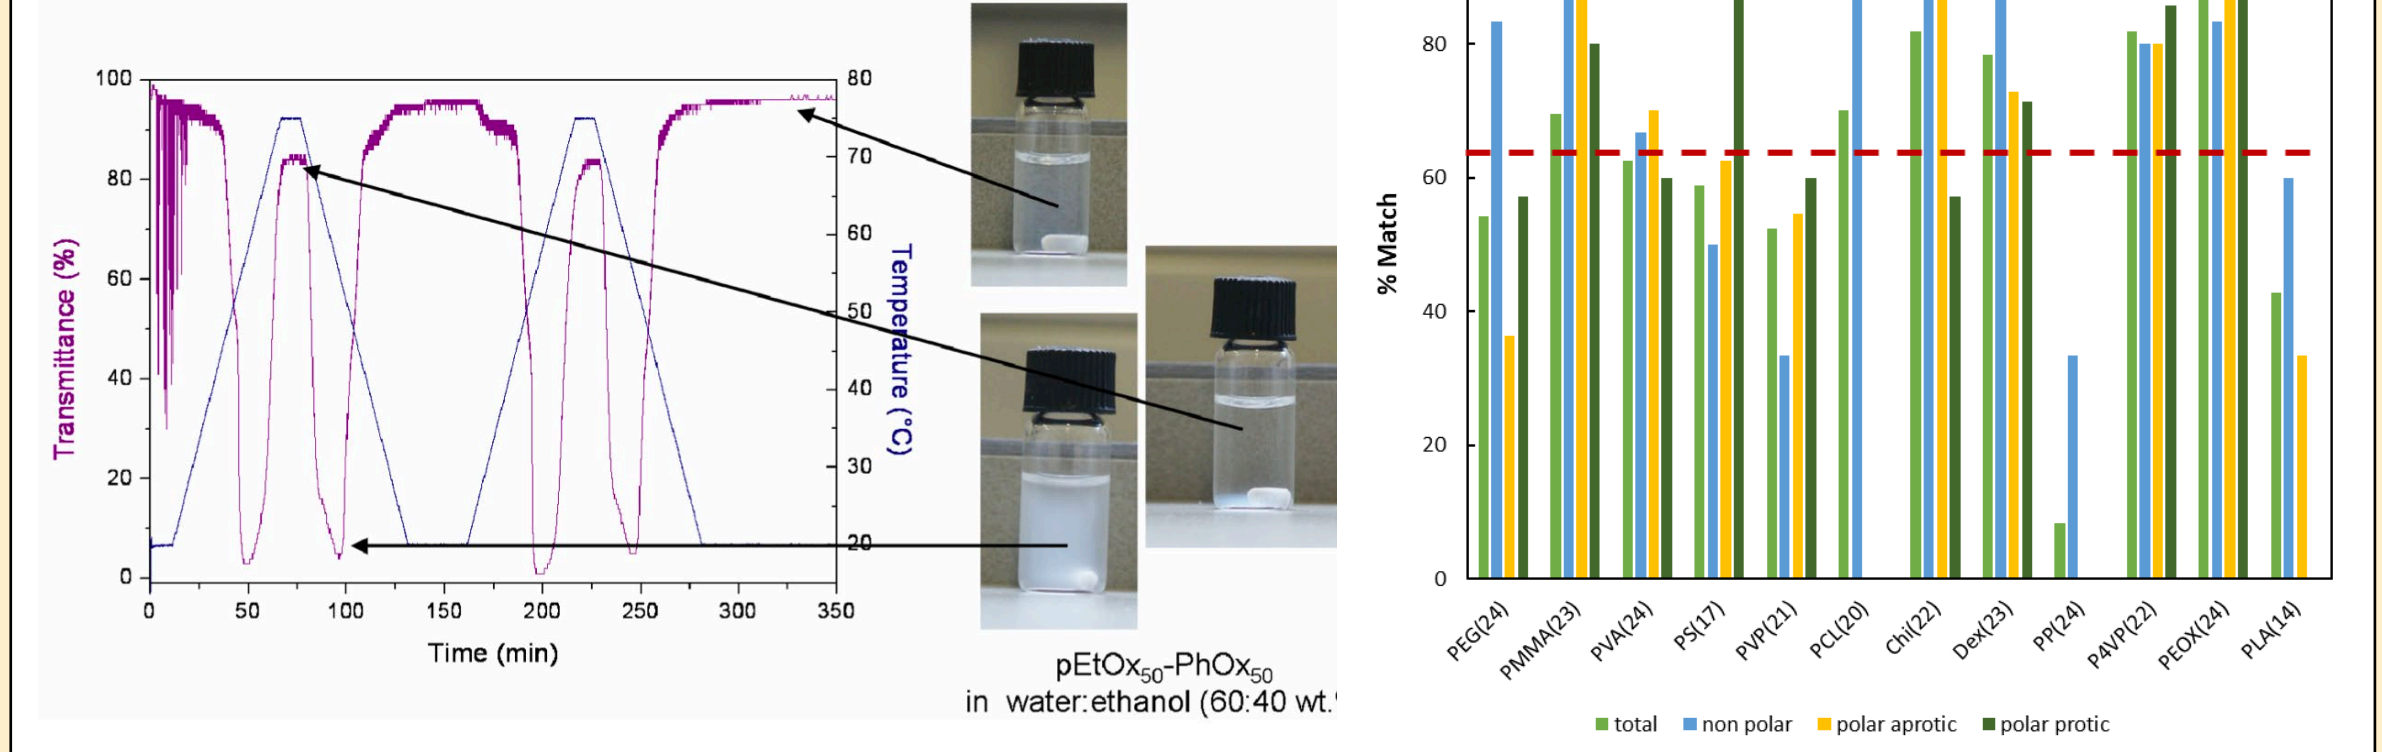 100
80
60
40
20
0
Transmittance (%)
0 50 100 150 200 250 300 350
Time (min)
80
70
60
50
40
30
20
Temperature (°C)
pEtOx50-PhOx50
in water:ethanol (60:40 wt.
80
60
40
20
0
% Match
PEG(24)
PMMA(23)
PVA(24)
PS(17)
PVP(21)
PCL(20)
Chi(22)
Dex(23)
PP(24)
P4VP(22)
PEOX(24)
PLA(14)
total non polar polar aprotic polar protic